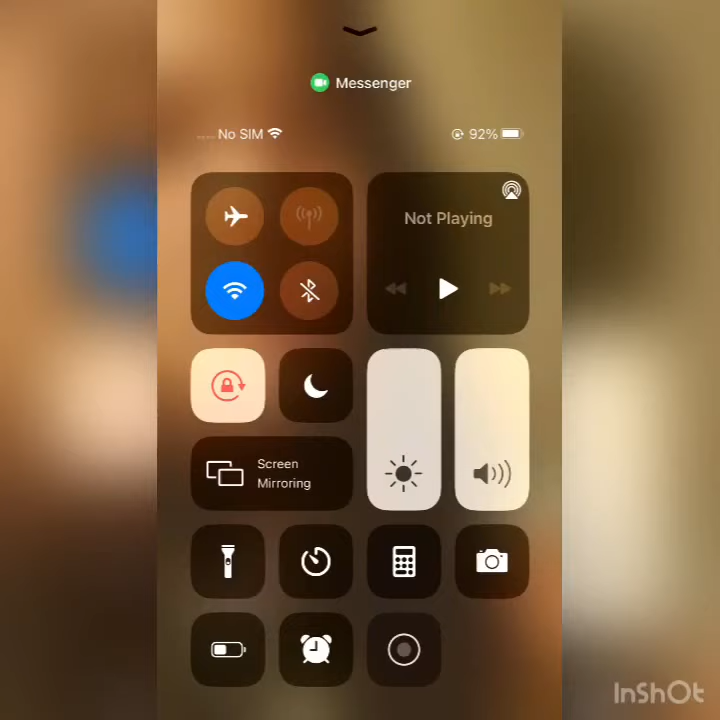 Messenger
No SIM
92%
Not Playing
Screen
Mirroring
InShOt